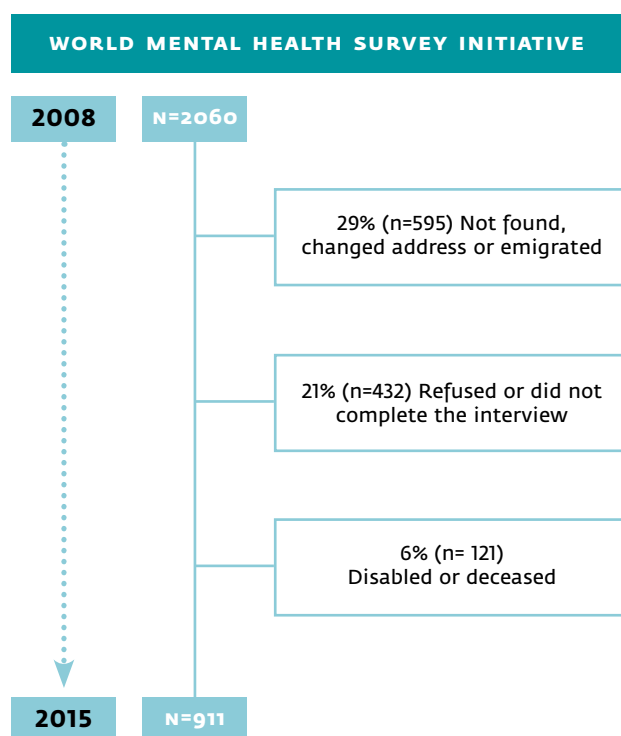 WORLD MENTAL HEALTH SURVEY INITIATIVE
2008
N=2060
29% (n=595) Not found,
changed address or emigrated
21% (n=432) Refused or did not
complete the interview
6% (n= 121)
Disabled or deceased
2015
N=911